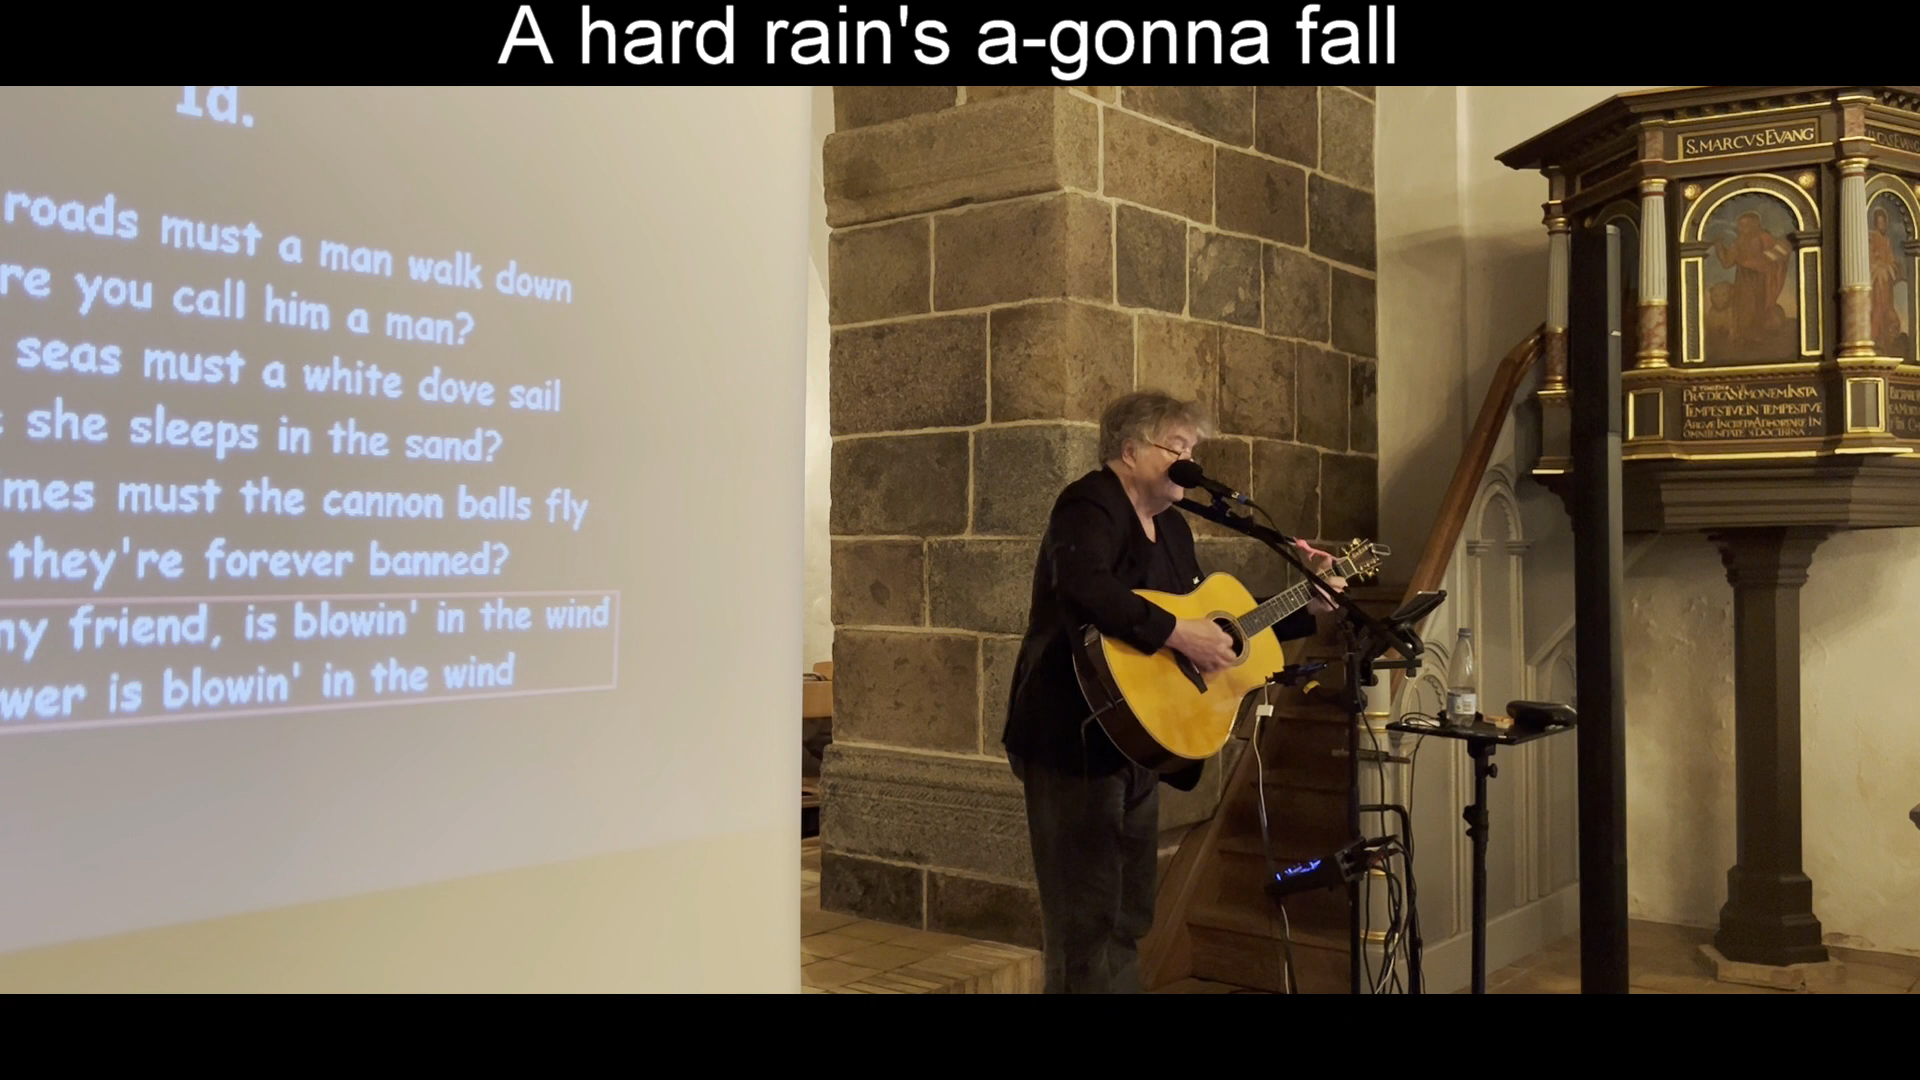 A hard rain's a-gonna fall
1d.
roads must a man walk down
re you call him a man?
seas must a white dove sail
she sleeps in the sand?
mes must the cannon balls fly
they're forever banned?
my friend, is blowin' in the wind
wer is blowin' in the wind
S. MARCVS EVANG